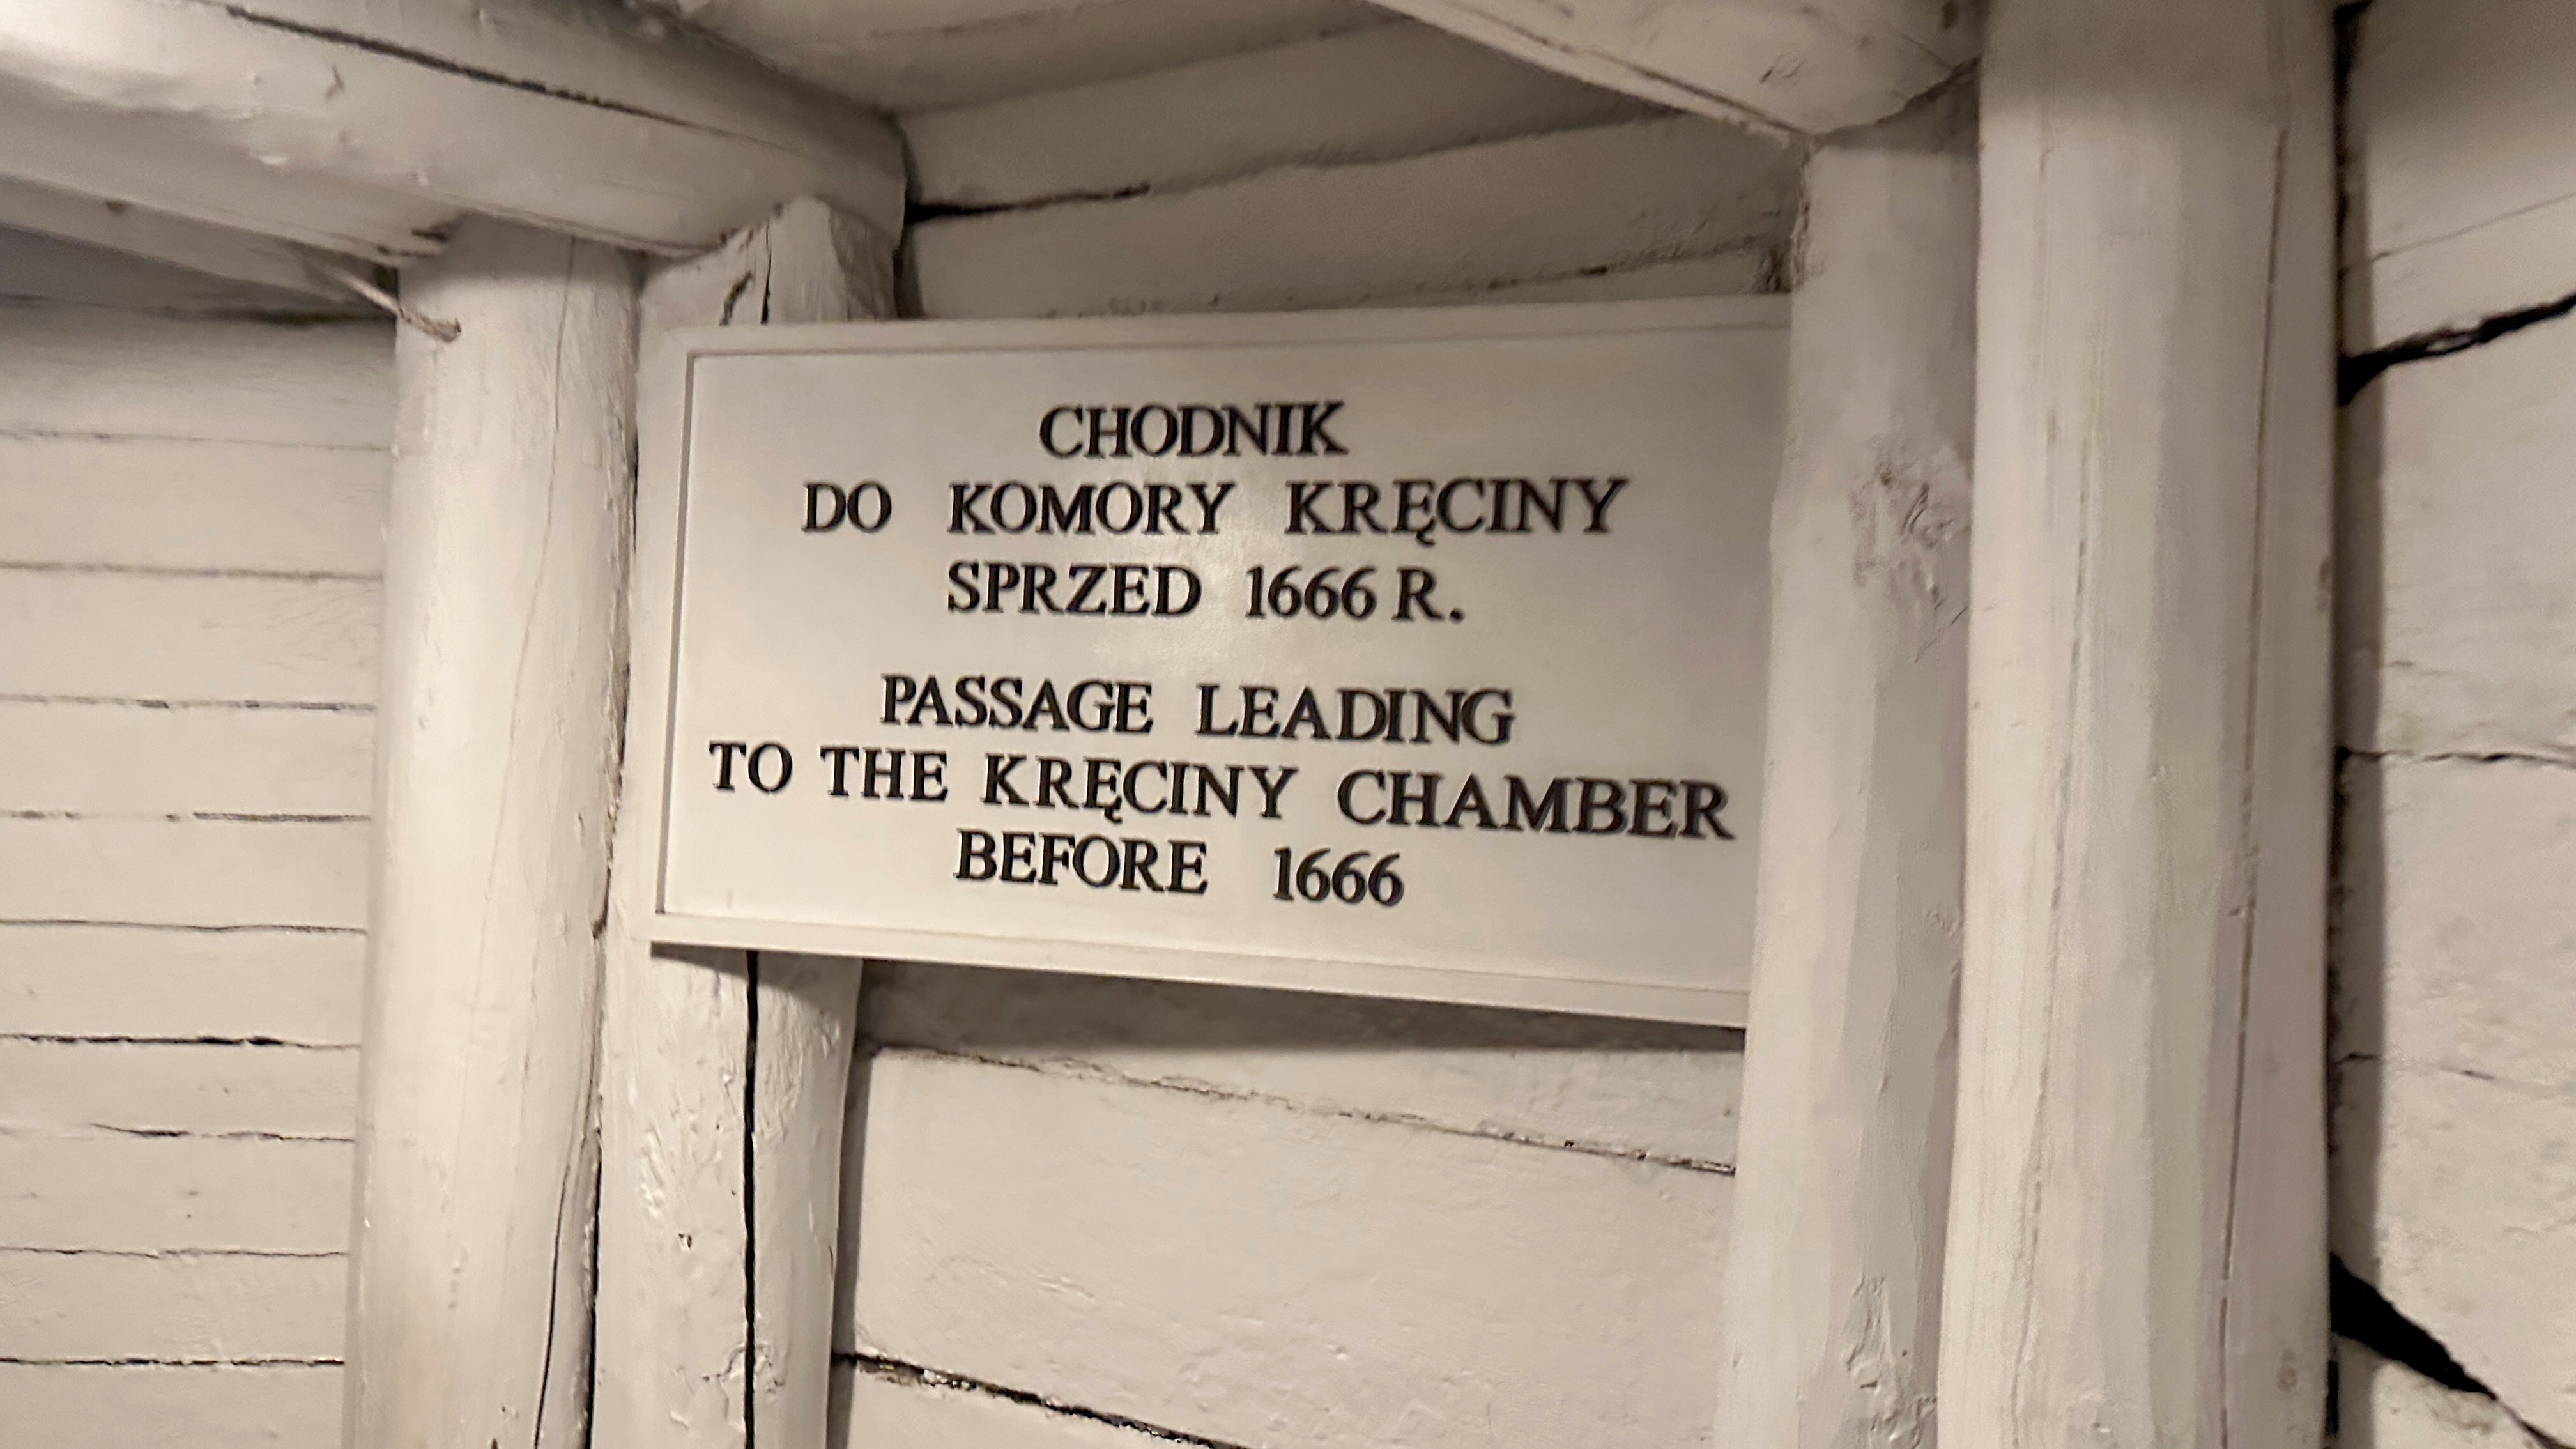 CHODNIK
DO KOMORY KRĘCINY
SPRZED 1666 R.
PASSAGE LEADING
TO THE KRĘCINY CHAMBER
BEFORE 1666